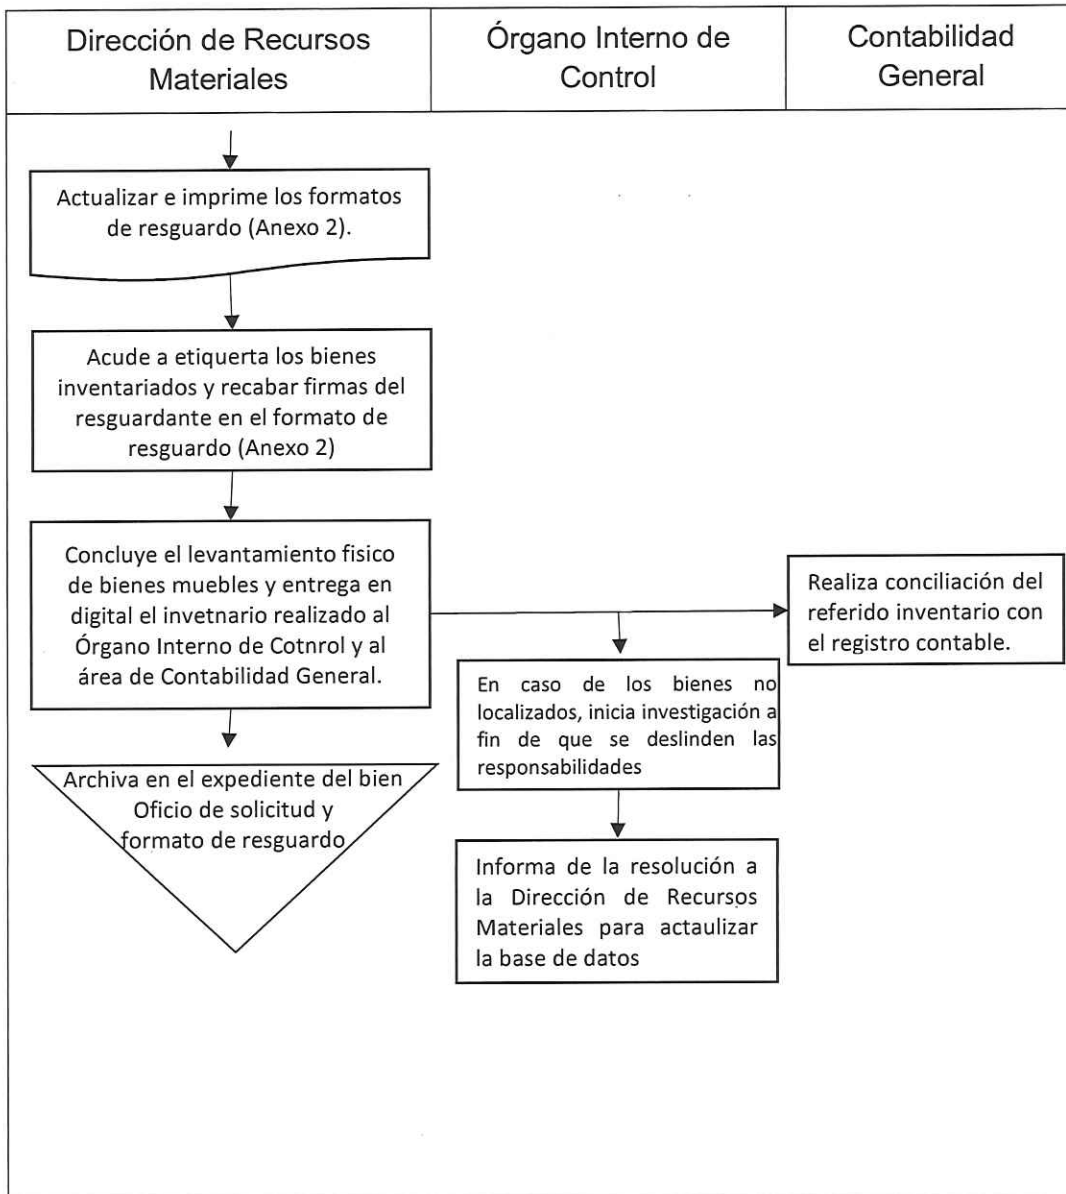 Dirección de Recursos
Materiales
Órgano Interno de
Control
Contabilidad
General
Actualizar e imprime los formatos
de resguardo (Anexo 2).
Acude a etiquerta los bienes
inventariados y recabar firmas del
resguardante en el formato de
resguardo (Anexo 2)
Concluye el levantamiento fisico
de bienes muebles y entrega en
digital el invetnario realizado al
Órgano Interno de Cotnrol y al
área de Contabilidad General.
Realiza conciliación del
referido inventario con
el registro contable.
En caso de los bienes no
localizados, inicia investigación a
fin de que se deslinden las
responsabilidades
Archiva en el expediente del bien
Oficio de solicitud y
formato de resguardo
Informa de la resolución a
la Dirección de Recursos
Materiales para actaulizar
la base de datos